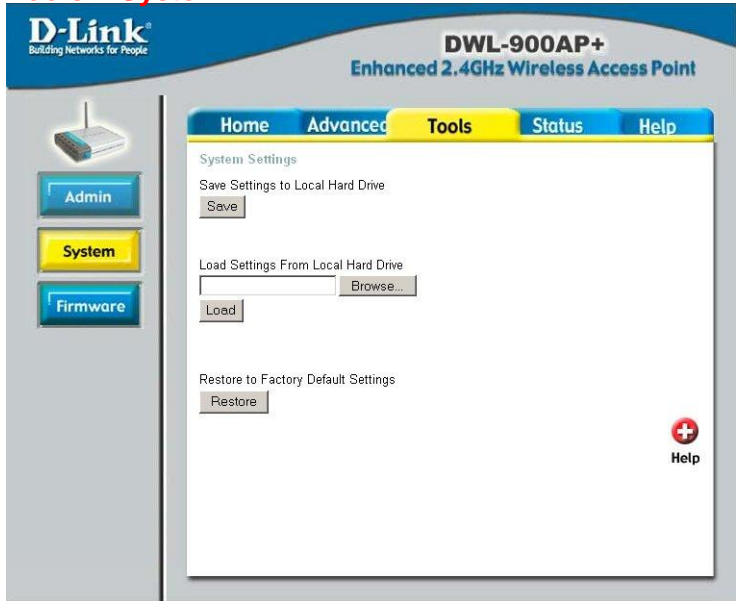 D-Link
Building Networks for People
DWL-900AP+
Enhanced 2.4GHz Wireless Access Point
Home Advanced Tools Status Help
Admin
System
Firmware
System Settings
Save Settings to Local Hard Drive
Save
Load Settings From Local Hard Drive
Browse...
Load
Restore to Factory Default Settings
Restore
Help